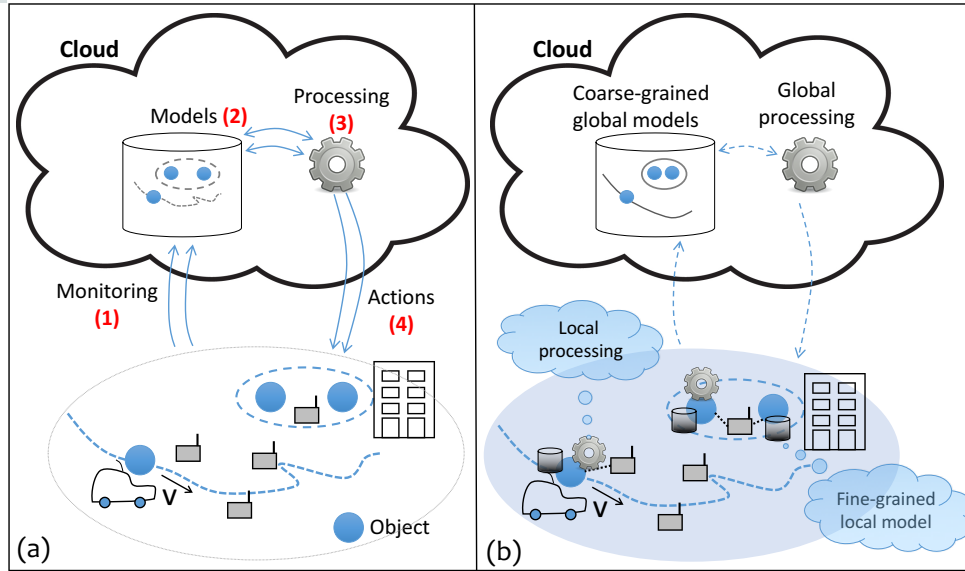 Cloud
Processing
(3)
Models (2)
Monitoring
(1)
Actions
(4)
V
Object
(a)
Cloud
Coarse-grained
global models
Global
processing
Local
processing
V
Fine-grained
local model
(b)